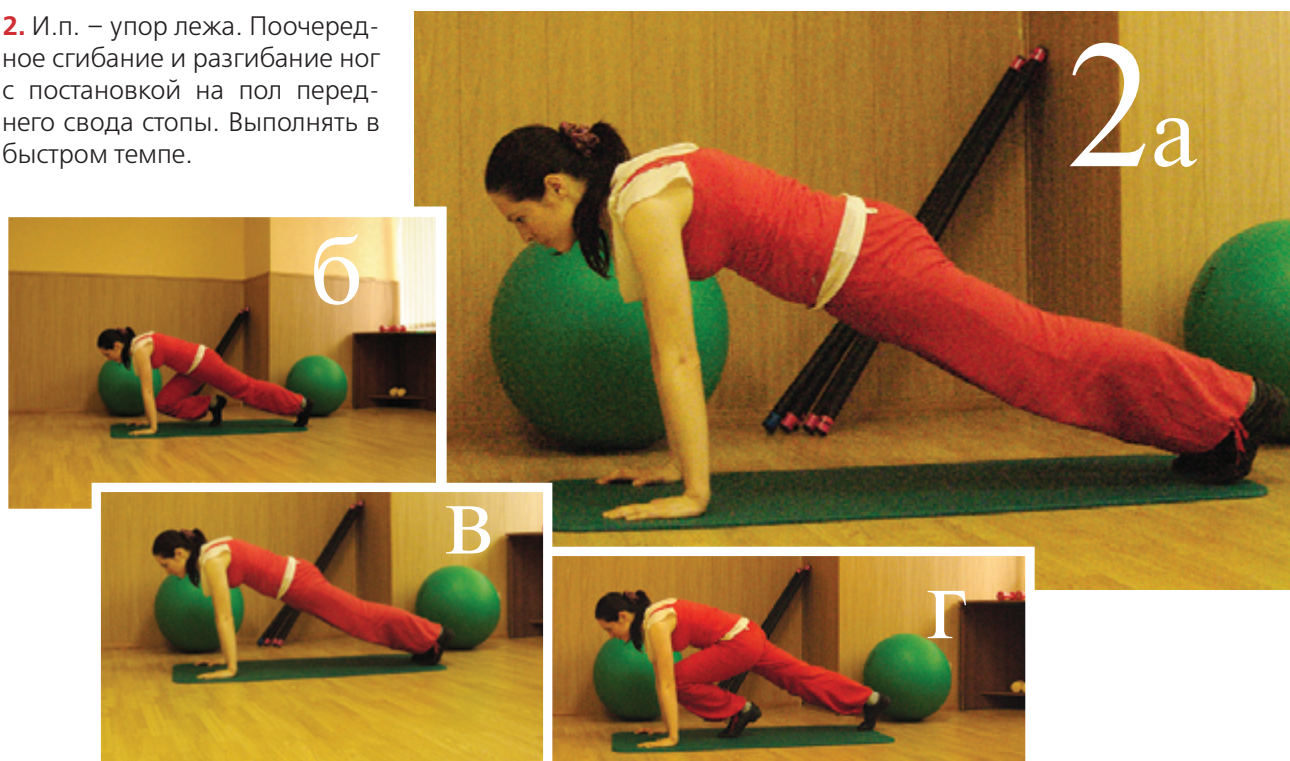 2. И.п. – упор лежа. Поочеред-
ное сгибание и разгибание ног
с постановкой на пол перед-
него свода стопы. Выполнять в
быстром темпе.
2а
б
в
г